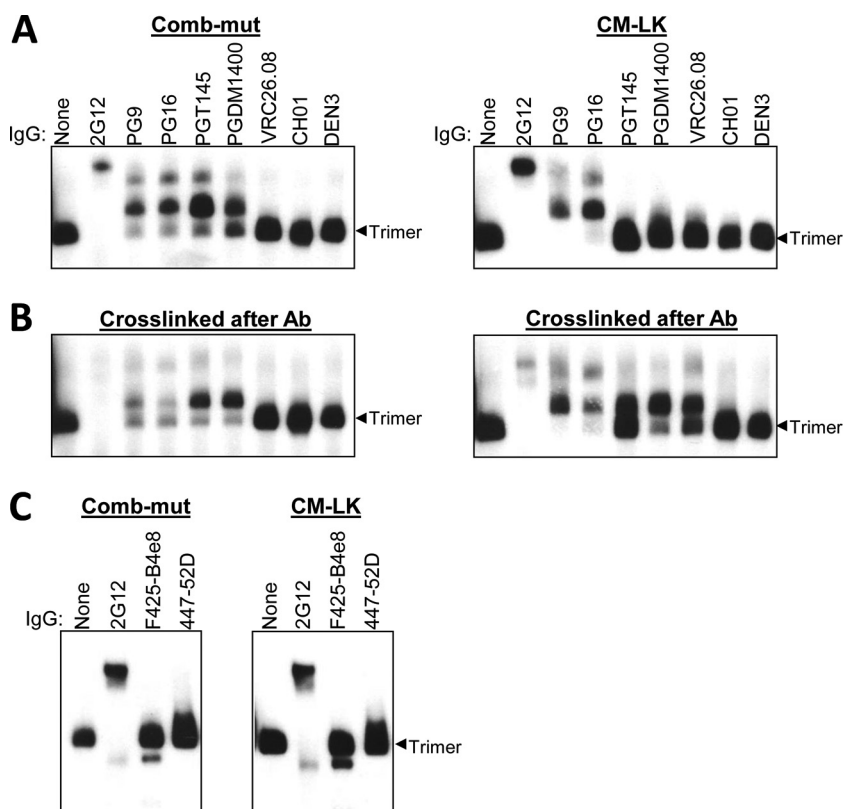 A
Comb-mut
CM-LK
IgG: None 2G12 PG9 PG16 PGT145 PGDM1400 VRC26.08 CH01 DEN3
IgG: None 2G12 PG9 PG16 PGT145 PGDM1400 VRC26.08 CH01 DEN3
Trimer
Trimer
B
Crosslinked after Ab
Crosslinked after Ab
Trimer
Trimer
C
Comb-mut
CM-LK
IgG: None 2G12 F425-B4e8 447-52D
None 2G12 F425-B4e8 447-52D
Trimer